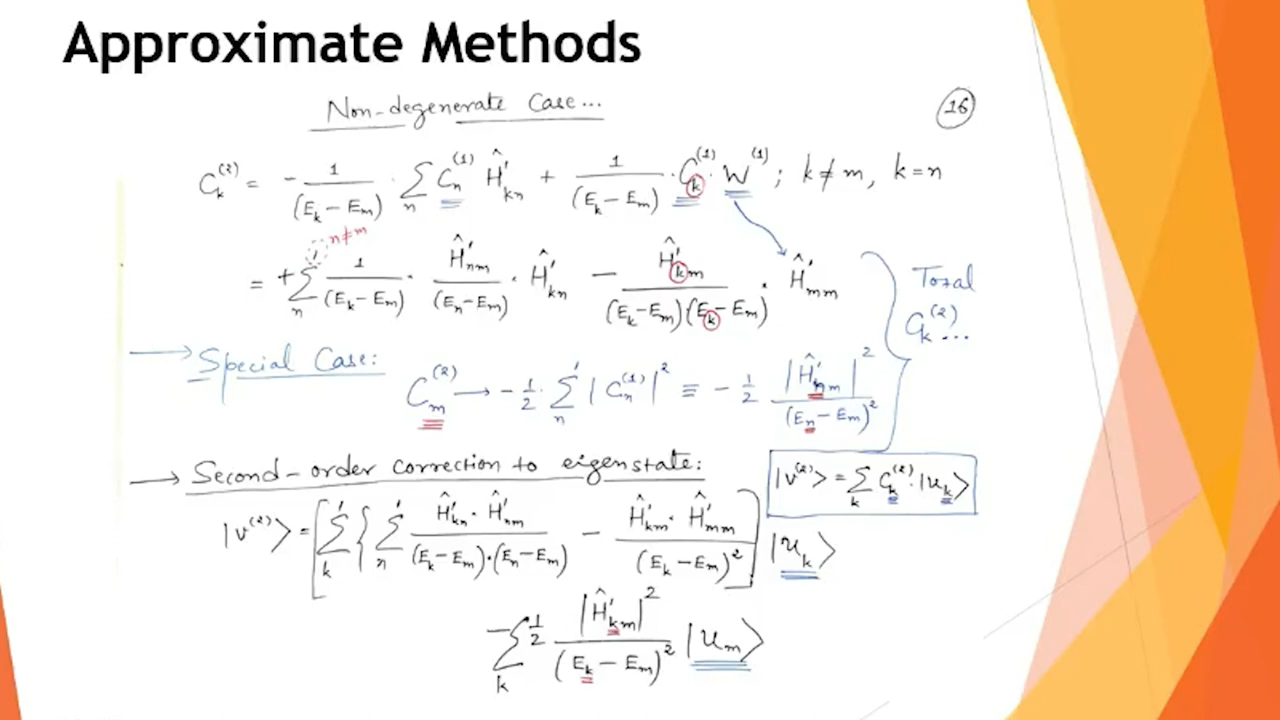 Approximate Methods
Non-degenerate Case...
16
C_k^(2) = - 1/(E_k - E_m) · Σ_n C_n^(1) Ĥ'_kn + 1/(E_k - E_m) · C_k^(1) · W^(1) ; k ≠ m, k = n
n≠m
= + Σ'_n 1/(E_k - E_m) · Ĥ'_nm/(E_n - E_m) · Ĥ'_kn - Ĥ'_km/((E_k - E_m)·(E_k - E_m)) · Ĥ'_mm
Total
C_k^(2) ...
→ Special Case:
C_m^(2) → - 1/2 · Σ'_n |C_n^(1)|^2 ≡ - 1/2 |Ĥ'_nm|^2/(E_n - E_m)^2
→ Second-order correction to eigenstate:
|v^(2)> = Σ_k C_k^(2) · |u_k>
|v^(2)> = [ Σ'_k { Σ'_n Ĥ'_kn · Ĥ'_nm/((E_k - E_m)·(E_n - E_m)) - Ĥ'_km · Ĥ'_mm/(E_k - E_m)^2 ] |u_k>
- Σ'_k 1/2 |Ĥ'_km|^2/(E_k - E_m)^2 |u_m>